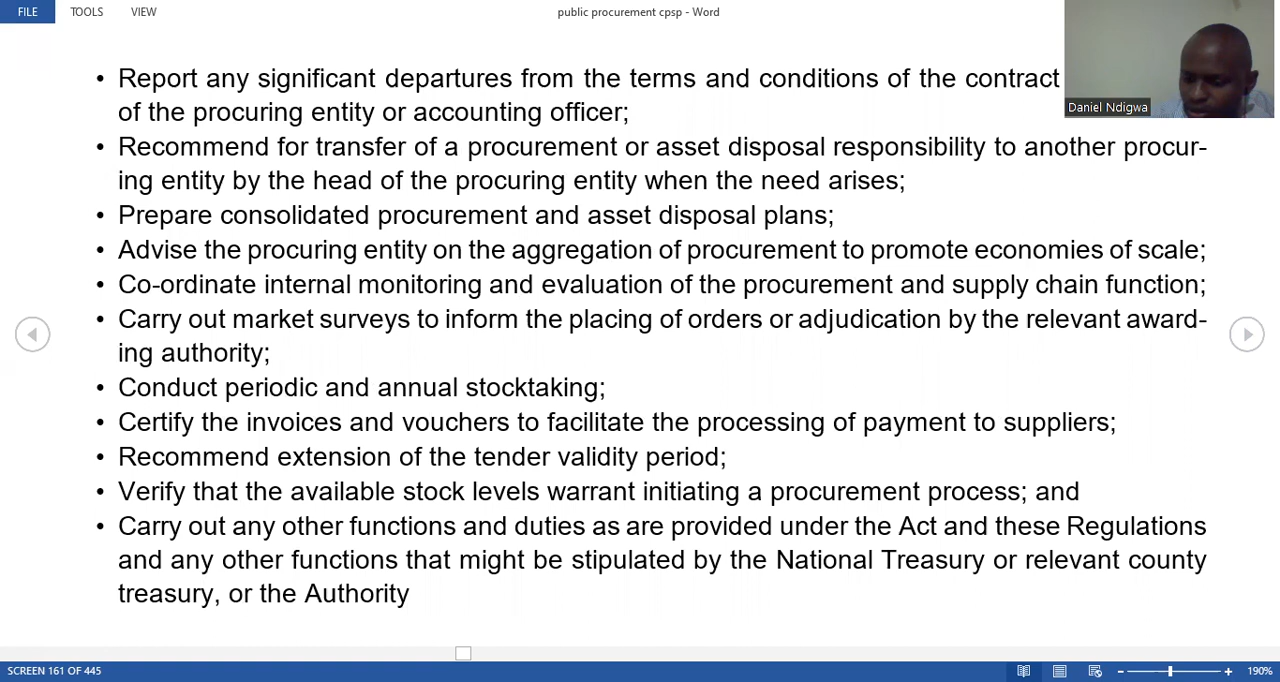 FILE TOOLS VIEW public procurement cpsp - Word
Daniel Ndigwa
• Report any significant departures from the terms and conditions of the contract
of the procuring entity or accounting officer;
• Recommend for transfer of a procurement or asset disposal responsibility to another procur-
ing entity by the head of the procuring entity when the need arises;
• Prepare consolidated procurement and asset disposal plans;
• Advise the procuring entity on the aggregation of procurement to promote economies of scale;
• Co-ordinate internal monitoring and evaluation of the procurement and supply chain function;
• Carry out market surveys to inform the placing of orders or adjudication by the relevant award-
ing authority;
• Conduct periodic and annual stocktaking;
• Certify the invoices and vouchers to facilitate the processing of payment to suppliers;
• Recommend extension of the tender validity period;
• Verify that the available stock levels warrant initiating a procurement process; and
• Carry out any other functions and duties as are provided under the Act and these Regulations
and any other functions that might be stipulated by the National Treasury or relevant county
treasury, or the Authority
SCREEN 161 OF 445 190%